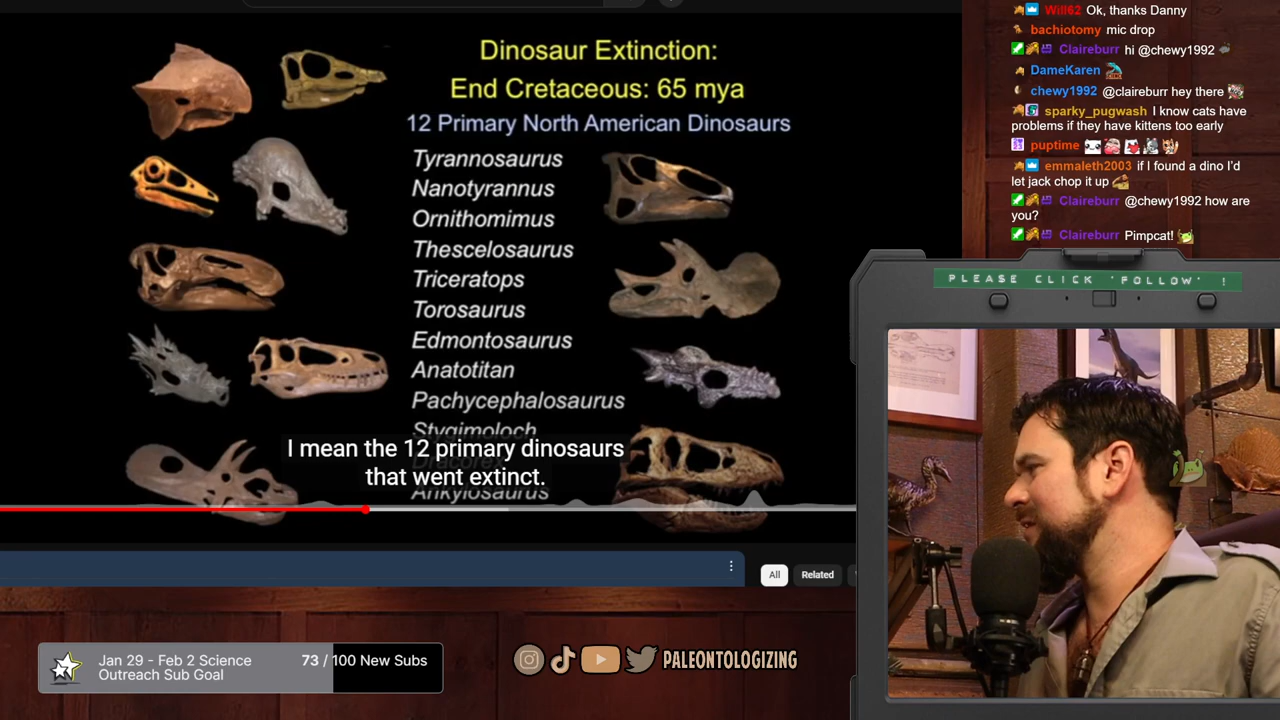 Dinosaur Extinction:
End Cretaceous: 65 mya
12 Primary North American Dinosaurs
Tyrannosaurus
Nanotyrannus
Ornithomimus
Thescelosaurus
Triceratops
Torosaurus
Edmontosaurus
Anatotitan
Pachycephalosaurus
Stygimoloch
Dracorex
Ankylosaurus
I mean the 12 primary dinosaurs
that went extinct.
All
Related
Will62 Ok, thanks Danny
bachiotomy mic drop
Claireburr hi @chewy1992
DameKaren
chewy1992 @claireburr hey there
sparky_pugwash I know cats have
problems if they have kittens too early
puptime
emmaleth2003 if I found a dino I'd
let jack chop it up
Claireburr @chewy1992 how are
you?
Claireburr Pimpcat!
PLEASE CLICK 'FOLLOW' !
Jan 29 - Feb 2 Science
Outreach Sub Goal
73 / 100 New Subs
PALEONTOLOGIZING